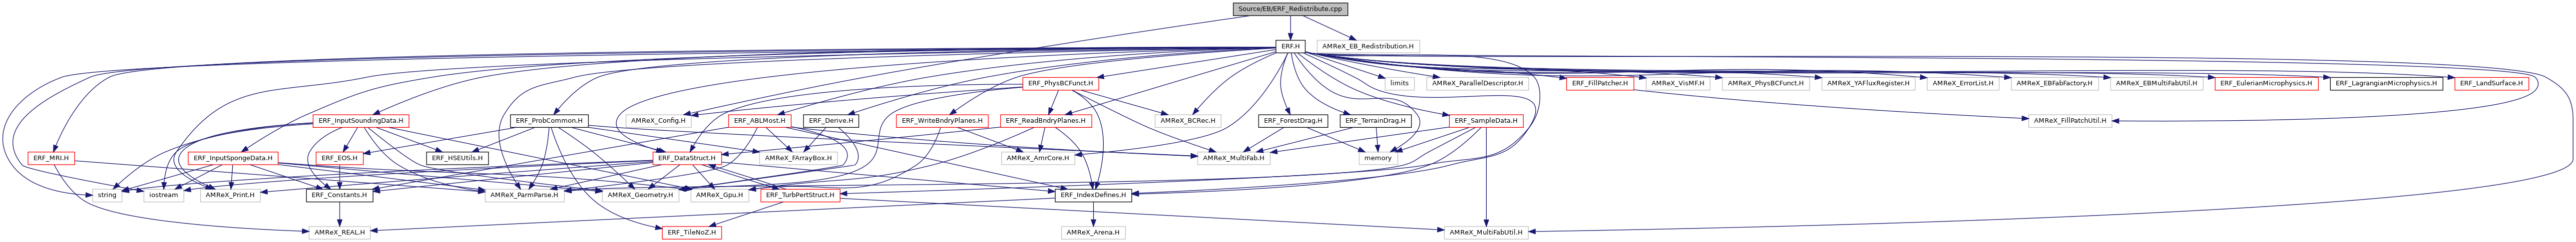 Source/EB/ERF_Redistribute.cpp
ERF.H
AMReX_EB_Redistribution.H
ERF_PhysBCFunct.H
limits
AMReX_ParallelDescriptor.H
ERF_FillPatcher.H
AMReX_VisMF.H
AMReX_PhysBCFunct.H
AMReX_YAFluxRegister.H
AMReX_ErrorList.H
AMReX_EBFabFactory.H
AMReX_EBMultiFabUtil.H
ERF_EulerianMicrophysics.H
ERF_LagrangianMicrophysics.H
ERF_LandSurface.H
ERF_InputSoundingData.H
ERF_ProbCommon.H
AMReX_Config.H
ERF_ABLMost.H
ERF_Derive.H
ERF_WriteBndryPlanes.H
ERF_ReadBndryPlanes.H
AMReX_BCRec.H
ERF_ForestDrag.H
ERF_TerrainDrag.H
ERF_SampleData.H
AMReX_FillPatchUtil.H
ERF_MRI.H
ERF_InputSpongeData.H
ERF_EOS.H
ERF_HSEUtils.H
ERF_DataStruct.H
AMReX_FArrayBox.H
AMReX_AmrCore.H
AMReX_MultiFab.H
memory
string
iostream
AMReX_Print.H
ERF_Constants.H
AMReX_ParmParse.H
AMReX_Geometry.H
AMReX_Gpu.H
ERF_TurbPertStruct.H
ERF_IndexDefines.H
AMReX_REAL.H
ERF_TileNoZ.H
AMReX_Arena.H
AMReX_MultiFabUtil.H